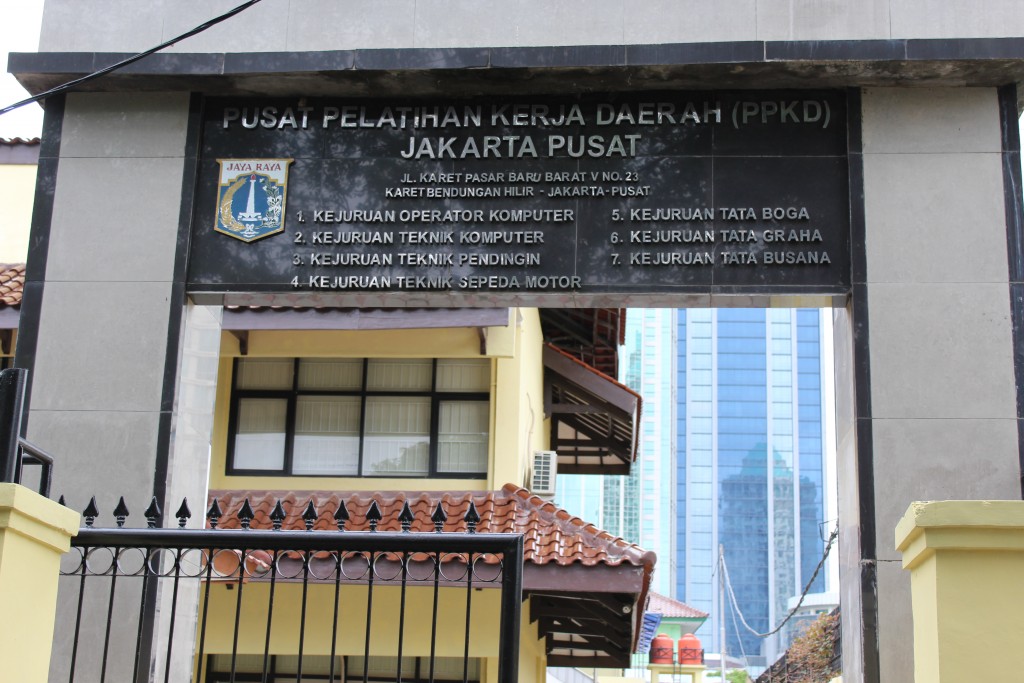 PUSAT PELATIHAN KERJA DAERAH (PPKD)
JAKARTA PUSAT
JAYA RAYA
JL. KARET PASAR BARU BARAT V NO. 23
KARET BENDUNGAN HILIR - JAKARTA-PUSAT
1. KEJURUAN OPERATOR KOMPUTER
2. KEJURUAN TEKNIK KOMPUTER
3. KEJURUAN TEKNIK PENDINGIN
4. KEJURUAN TEKNIK SEPEDA MOTOR
5. KEJURUAN TATA BOGA
6. KEJURUAN TATA GRAHA
7. KEJURUAN TATA BUSANA